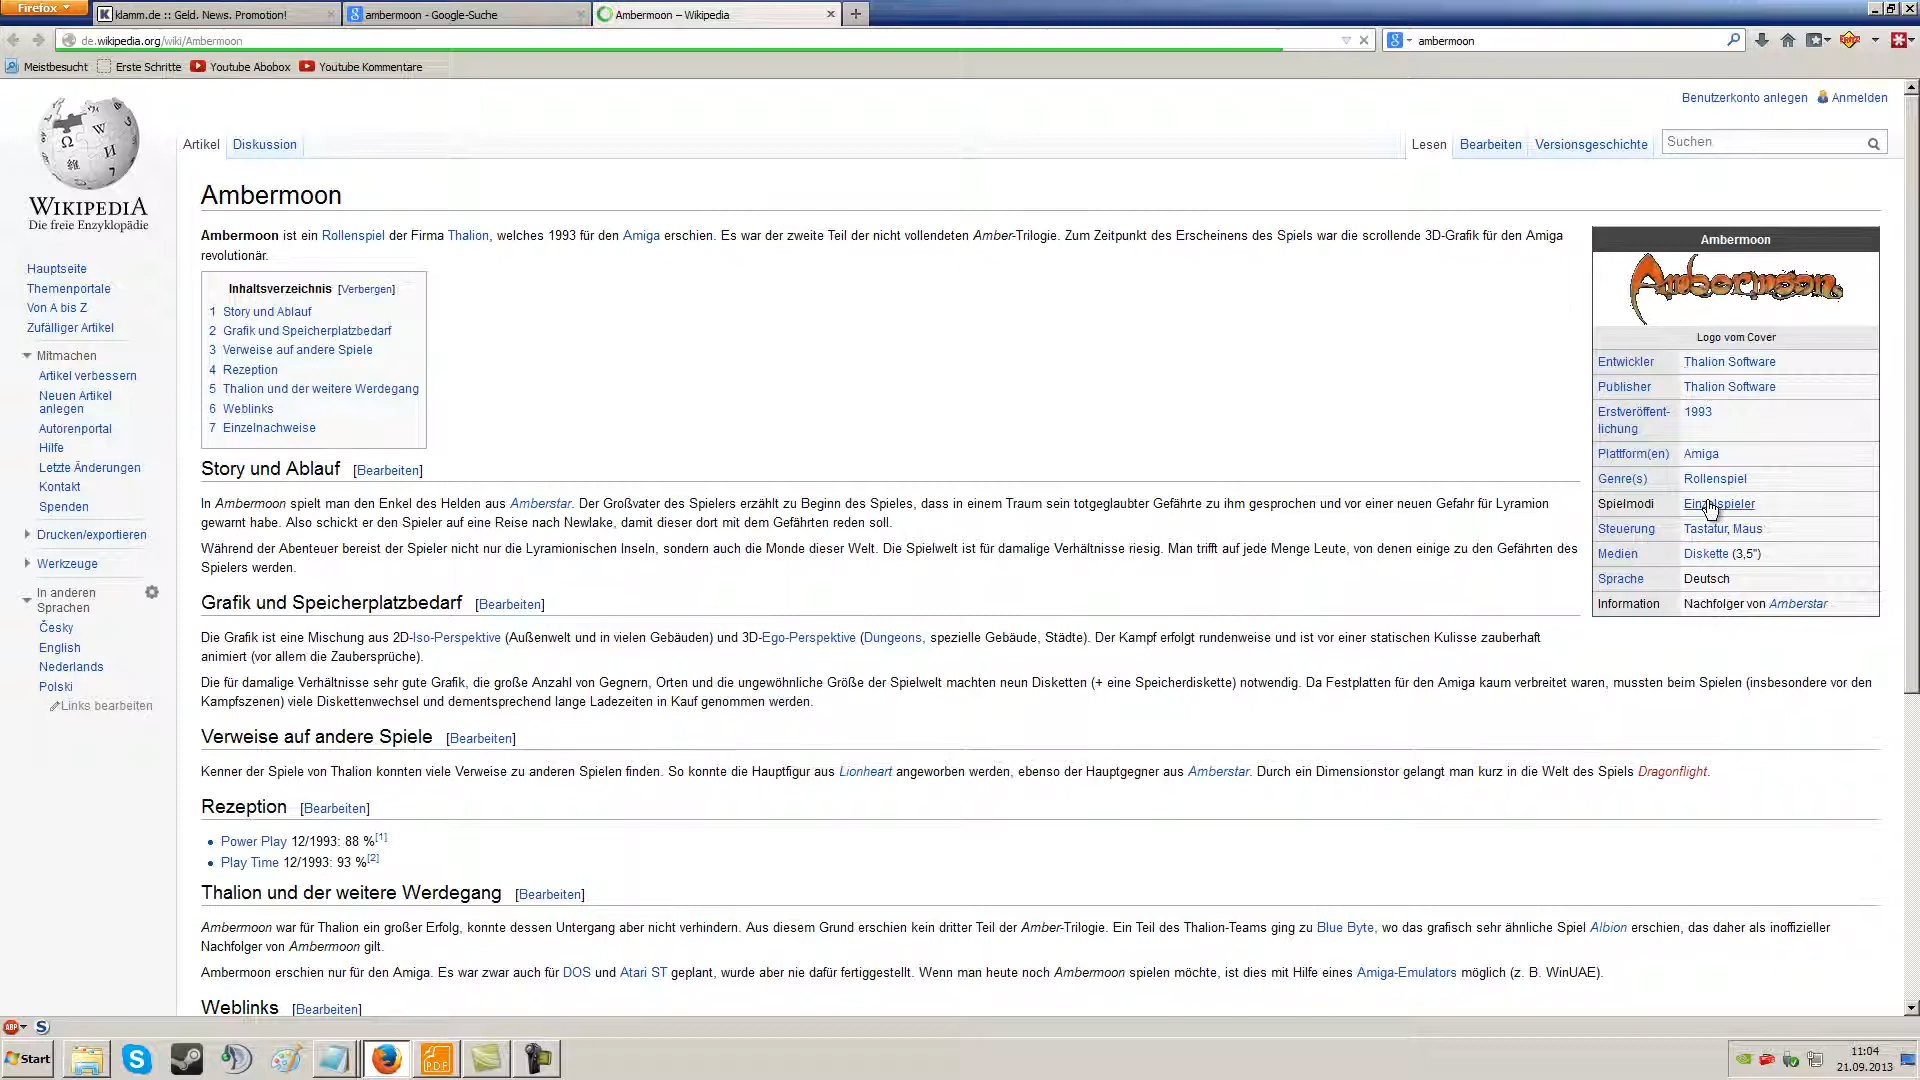 Firefox
klamm.de :: Geld. News. Promotion!
ambermoon - Google-Suche
Ambermoon – Wikipedia
de.wikipedia.org/wiki/Ambermoon
ambermoon
Meistbesucht
Erste Schritte
Youtube Abobox
Youtube Kommentare
Benutzerkonto anlegen
Anmelden
Artikel
Diskussion
Lesen
Bearbeiten
Versionsgeschichte
Suchen
WIKIPEDIA
Die freie Enzyklopädie
Hauptseite
Themenportale
Von A bis Z
Zufälliger Artikel
Mitmachen
Artikel verbessern
Neuen Artikel
anlegen
Autorenportal
Hilfe
Letzte Änderungen
Kontakt
Spenden
Drucken/exportieren
Werkzeuge
In anderen
Sprachen
Česky
English
Nederlands
Polski
Links bearbeiten
Ambermoon
Ambermoon ist ein Rollenspiel der Firma Thalion, welches 1993 für den Amiga erschien. Es war der zweite Teil der nicht vollendeten Amber-Trilogie. Zum Zeitpunkt des Erscheinens des Spiels war die scrollende 3D-Grafik für den Amiga
revolutionär.
Inhaltsverzeichnis [Verbergen]
1 Story und Ablauf
2 Grafik und Speicherplatzbedarf
3 Verweise auf andere Spiele
4 Rezeption
5 Thalion und der weitere Werdegang
6 Weblinks
7 Einzelnachweise
Ambermoon
Ambermoon
Logo vom Cover
Entwickler Thalion Software
Publisher Thalion Software
Erstveröffent- 1993
lichung
Plattform(en) Amiga
Genre(s) Rollenspiel
Spielmodi Einzelspieler
Steuerung Tastatur, Maus
Medien Diskette (3,5")
Sprache Deutsch
Information Nachfolger von Amberstar
Story und Ablauf [Bearbeiten]
In Ambermoon spielt man den Enkel des Helden aus Amberstar. Der Großvater des Spielers erzählt zu Beginn des Spieles, dass in einem Traum sein totgeglaubter Gefährte zu ihm gesprochen und vor einer neuen Gefahr für Lyramion
gewarnt habe. Also schickt er den Spieler auf eine Reise nach Newlake, damit dieser dort mit dem Gefährten reden soll.
Während der Abenteuer bereist der Spieler nicht nur die Lyramionischen Inseln, sondern auch die Monde dieser Welt. Die Spielwelt ist für damalige Verhältnisse riesig. Man trifft auf jede Menge Leute, von denen einige zu den Gefährten des
Spielers werden.
Grafik und Speicherplatzbedarf [Bearbeiten]
Die Grafik ist eine Mischung aus 2D-Iso-Perspektive (Außenwelt und in vielen Gebäuden) und 3D-Ego-Perspektive (Dungeons, spezielle Gebäude, Städte). Der Kampf erfolgt rundenweise und ist vor einer statischen Kulisse zauberhaft
animiert (vor allem die Zaubersprüche).
Die für damalige Verhältnisse sehr gute Grafik, die große Anzahl von Gegnern, Orten und die ungewöhnliche Größe der Spielwelt machten neun Disketten (+ eine Speicherdiskette) notwendig. Da Festplatten für den Amiga kaum verbreitet waren, mussten beim Spielen (insbesondere vor den
Kampfszenen) viele Diskettenwechsel und dementsprechend lange Ladezeiten in Kauf genommen werden.
Verweise auf andere Spiele [Bearbeiten]
Kenner der Spiele von Thalion konnten viele Verweise zu anderen Spielen finden. So konnte die Hauptfigur aus Lionheart angeworben werden, ebenso der Hauptgegner aus Amberstar. Durch ein Dimensionstor gelangt man kurz in die Welt des Spiels Dragonflight.
Rezeption [Bearbeiten]
Power Play 12/1993: 88 %[1]
Play Time 12/1993: 93 %[2]
Thalion und der weitere Werdegang [Bearbeiten]
Ambermoon war für Thalion ein großer Erfolg, konnte dessen Untergang aber nicht verhindern. Aus diesem Grund erschien kein dritter Teil der Amber-Trilogie. Ein Teil des Thalion-Teams ging zu Blue Byte, wo das grafisch sehr ähnliche Spiel Albion erschien, das daher als inoffizieller
Nachfolger von Ambermoon gilt.
Ambermoon erschien nur für den Amiga. Es war zwar auch für DOS und Atari ST geplant, wurde aber nie dafür fertiggestellt. Wenn man heute noch Ambermoon spielen möchte, ist dies mit Hilfe eines Amiga-Emulators möglich (z. B. WinUAE).
Weblinks [Bearbeiten]
ABP
Start
PDF
11:04
21.09.2013